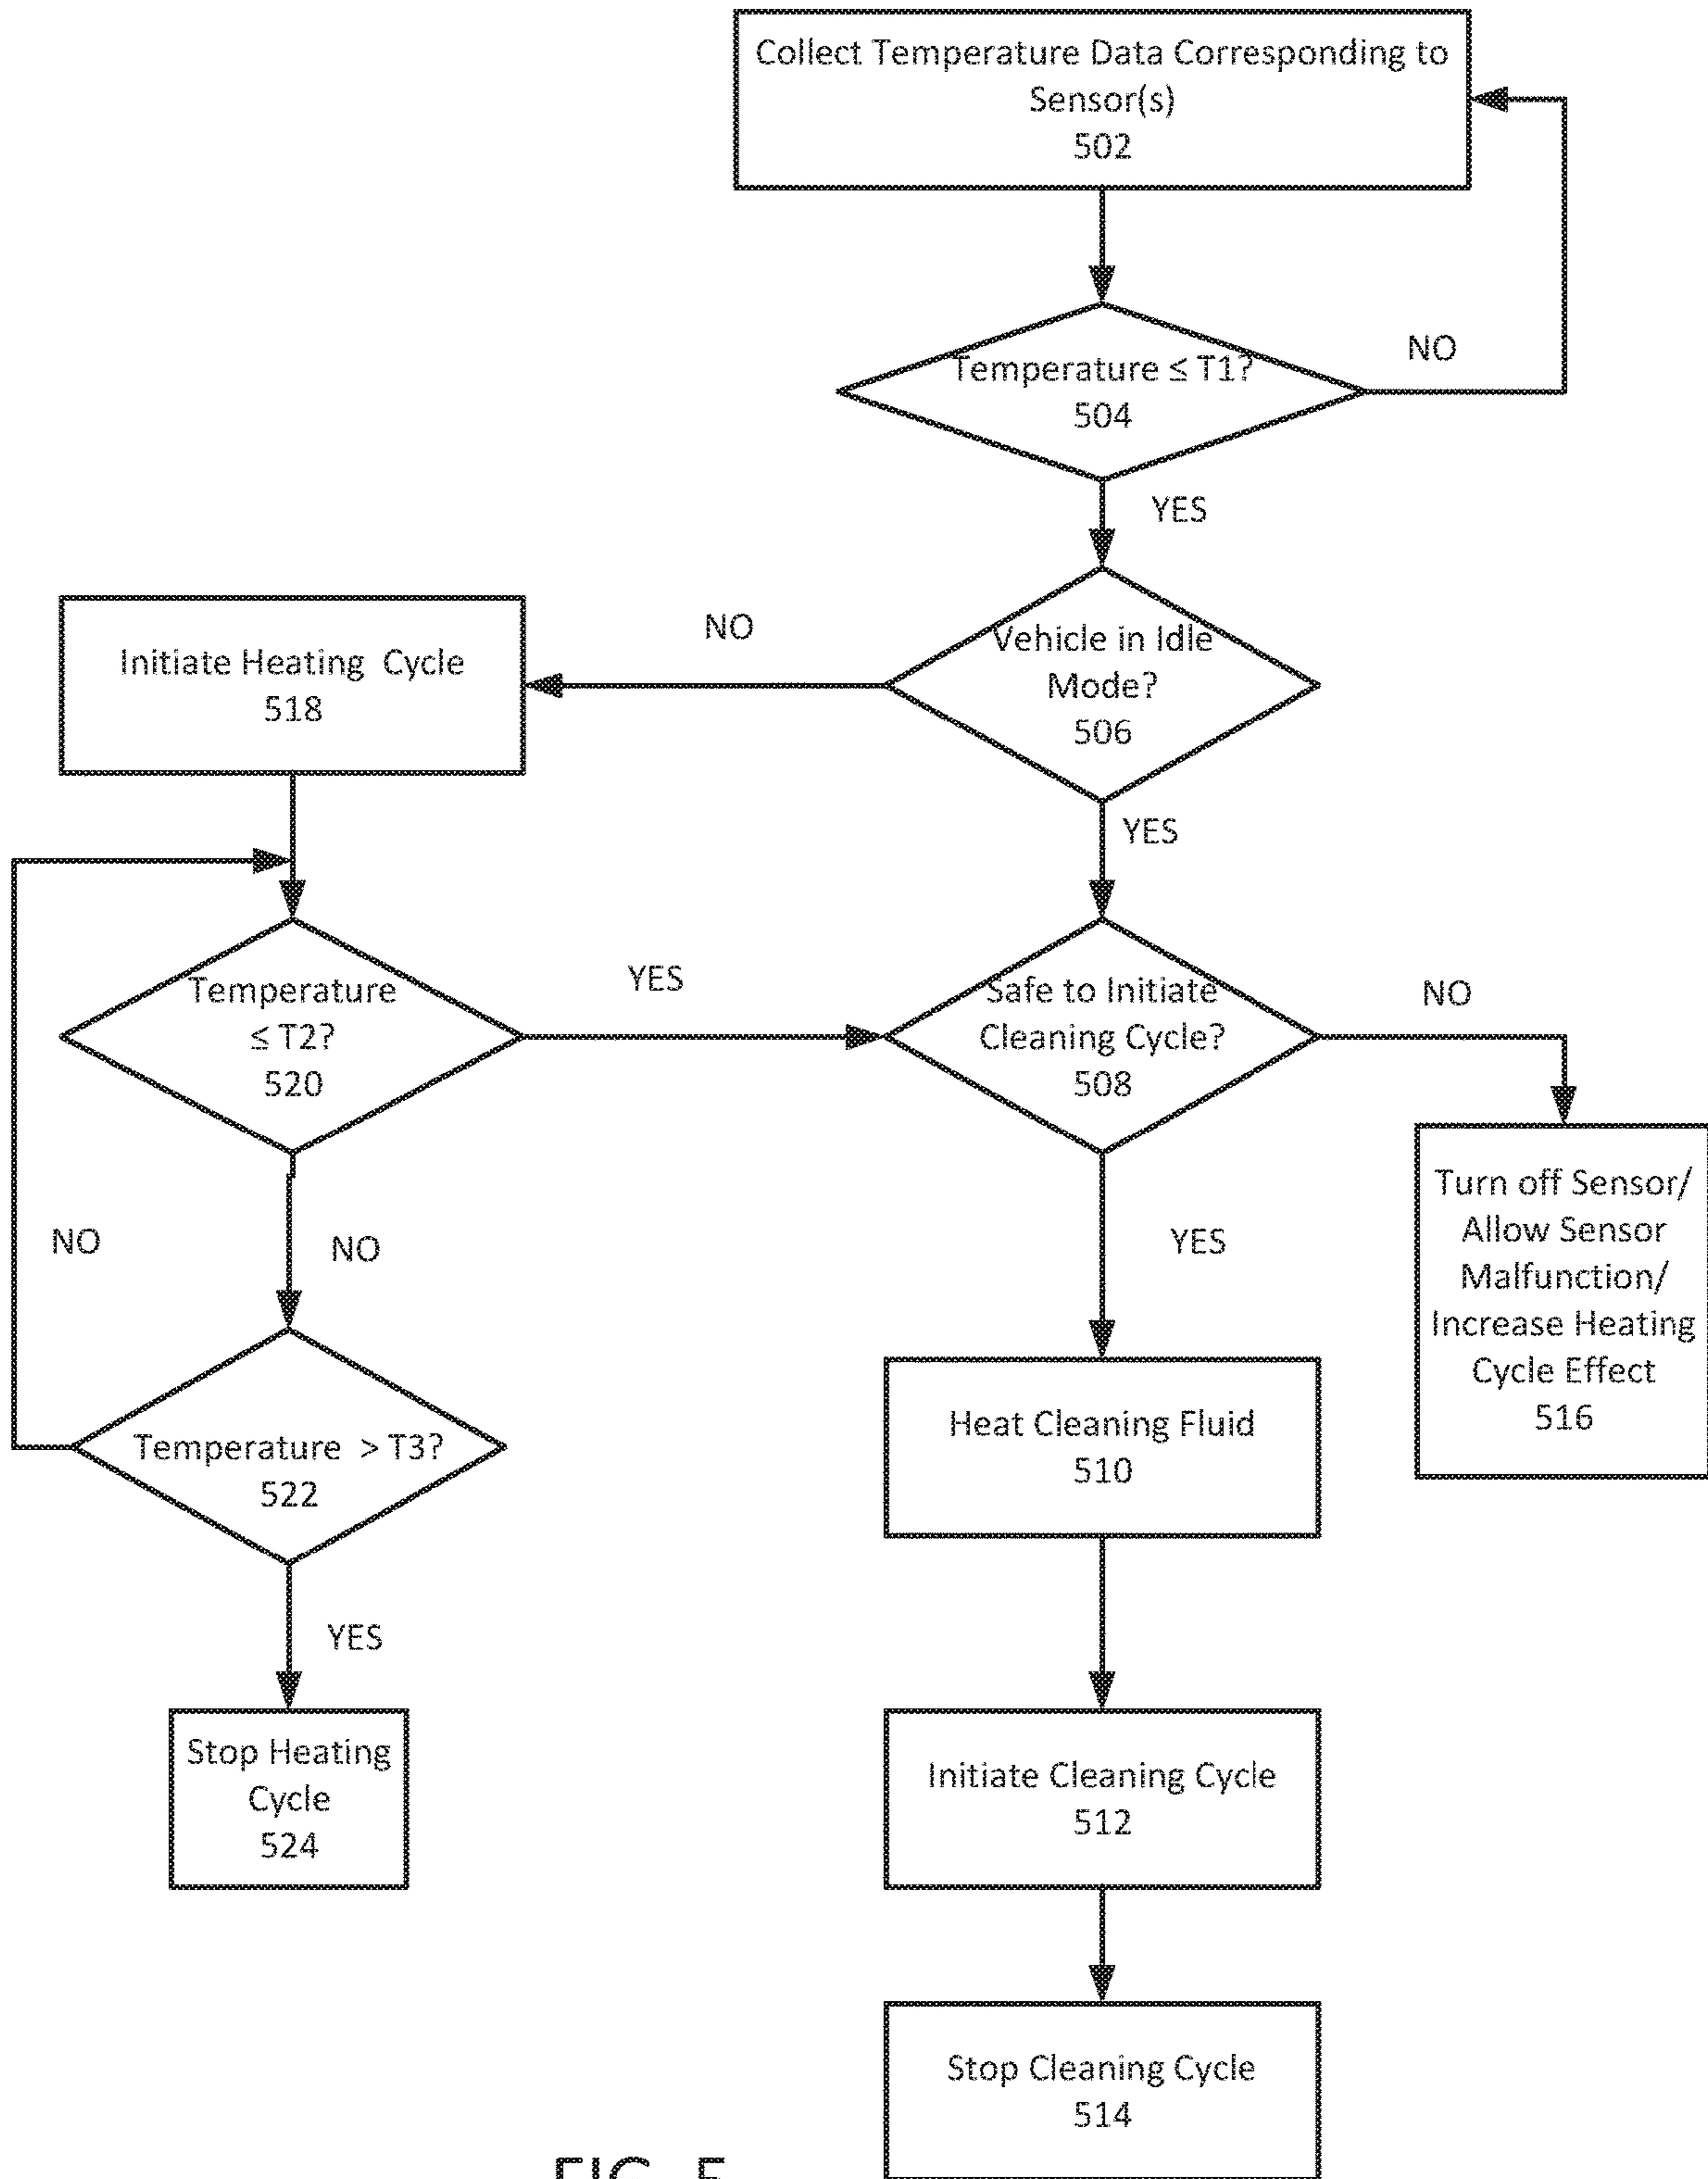 Collect Temperature Data Corresponding to
Sensor(s)
502
Temperature ≤ T1?
504
NO
YES
Vehicle in Idle
Mode?
506
NO
Initiate Heating Cycle
518
YES
Temperature
≤ T2?
520
YES
Safe to Initiate
Cleaning Cycle?
508
NO
Turn off Sensor/
Allow Sensor
Malfunction/
Increase Heating
Cycle Effect
516
NO
NO
YES
Temperature > T3?
522
Heat Cleaning Fluid
510
YES
Stop Heating
Cycle
524
Initiate Cleaning Cycle
512
Stop Cleaning Cycle
514
FIG. 5